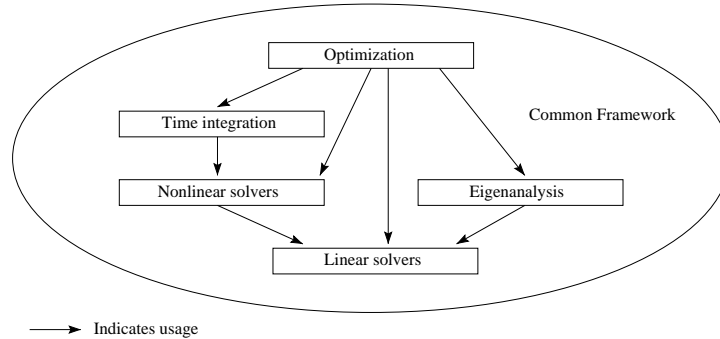 Optimization
Common Framework
Time integration
Nonlinear solvers
Eigenanalysis
Linear solvers
Indicates usage